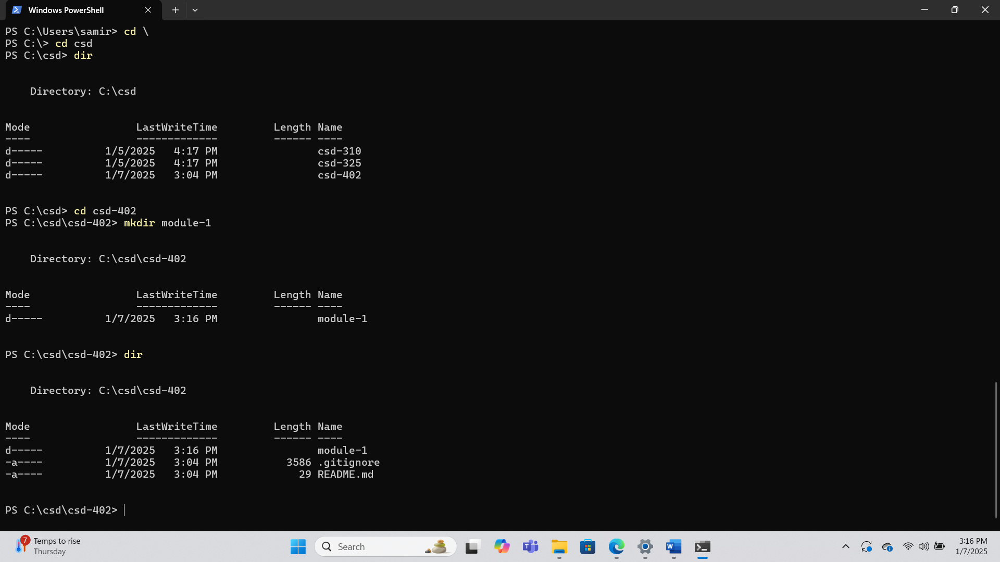 Windows PowerShell
PS C:\Users\samir> cd \
PS C:\> cd csd
PS C:\csd> dir
Directory: C:\csd
Mode LastWriteTime Length Name
---- ------------- ------ ----
d----- 1/5/2025 4:17 PM csd-310
d----- 1/5/2025 4:17 PM csd-325
d----- 1/7/2025 3:04 PM csd-402
PS C:\csd> cd csd-402
PS C:\csd\csd-402> mkdir module-1
Directory: C:\csd\csd-402
Mode LastWriteTime Length Name
---- ------------- ------ ----
d----- 1/7/2025 3:16 PM module-1
PS C:\csd\csd-402> dir
Directory: C:\csd\csd-402
Mode LastWriteTime Length Name
---- ------------- ------ ----
d----- 1/7/2025 3:16 PM module-1
-a---- 1/7/2025 3:04 PM 3586 .gitignore
-a---- 1/7/2025 3:04 PM 29 README.md
PS C:\csd\csd-402>
7
Temps to rise
Thursday
Search
3:16 PM
1/7/2025